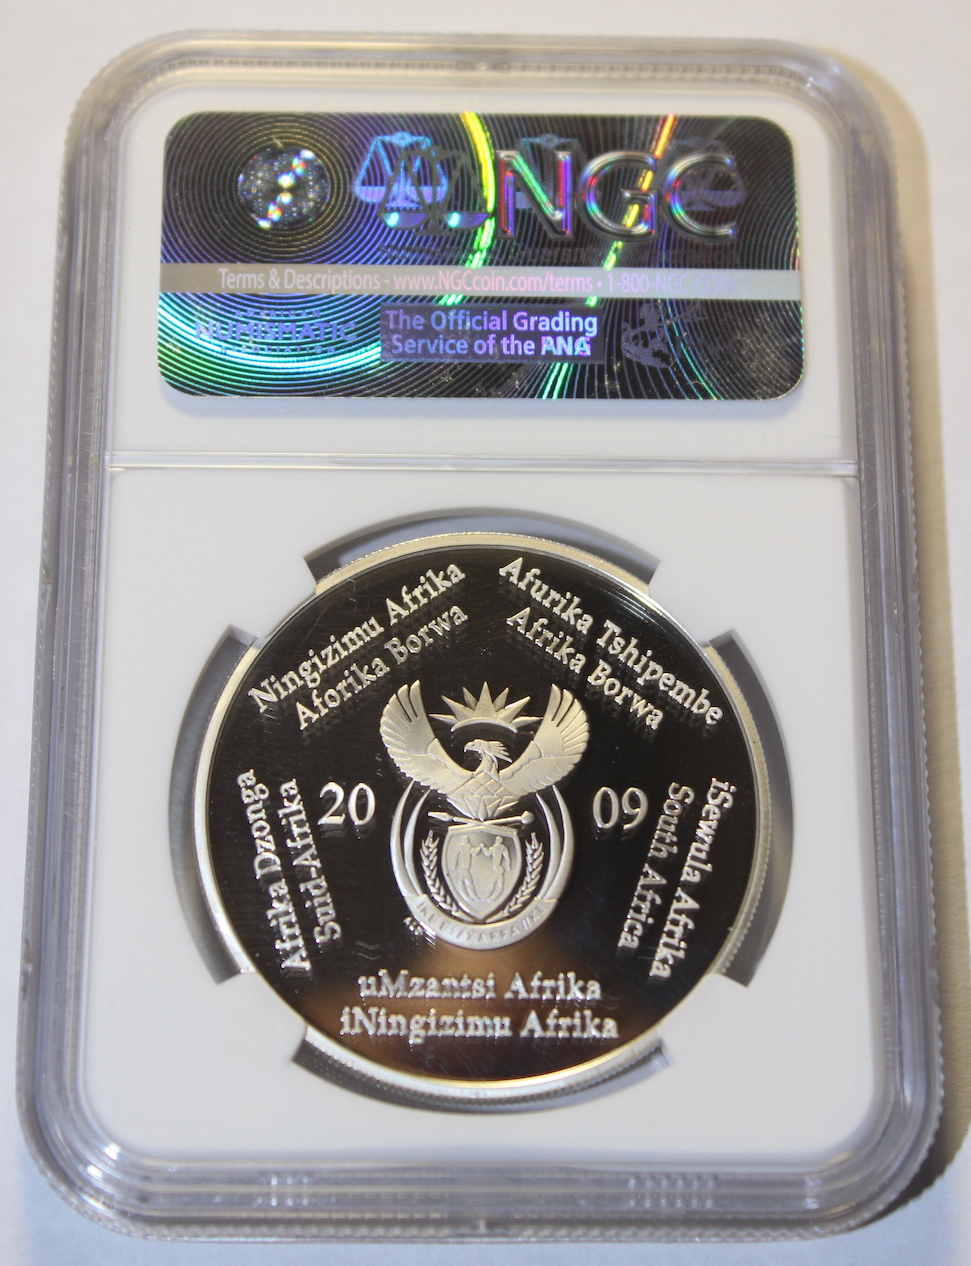 NGC
Terms & Descriptions - www.NGCcoin.com/terms • 1-800-NGC-COIN
NUMISMATIC
The Official Grading
Service of the ANA
Ningizimu Afrika
Aforika Borwa
Afurika Tshipembe
Afrika Borwa
Afrika Dzonga
Suid-Afrika
20 09
iSewula Afrika
South Africa
uMzantsi Afrika
iNingizimu Afrika